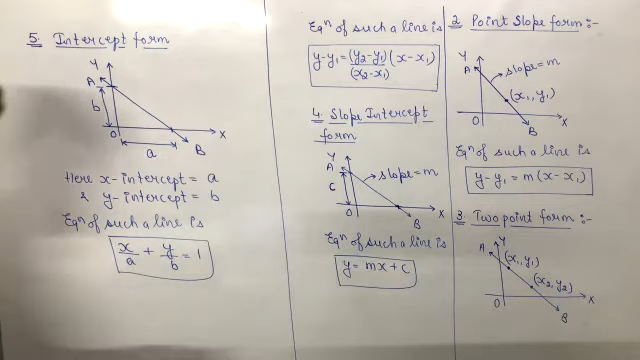 5. Intercept form
Y
A
b
O
a
X
B
Here x-intercept = a
& y-intercept = b
Eqⁿ of such a line is
x/a + y/b = 1
Eqⁿ of such a line is
y-y₁ = (y₂-y₁)/(x₂-x₁) (x-x₁)
4. Slope Intercept
form
Y
A
slope = m
C
O
X
B
Eqⁿ of such a line is
y = mx + c
2. Point Slope form :-
Y
A
slope = m
(x₁, y₁)
O
X
B
Eqⁿ of such a line is
y-y₁ = m(x-x₁)
3. Two point form :-
Y
A
(x₁, y₁)
(x₂, y₂)
O
X
B